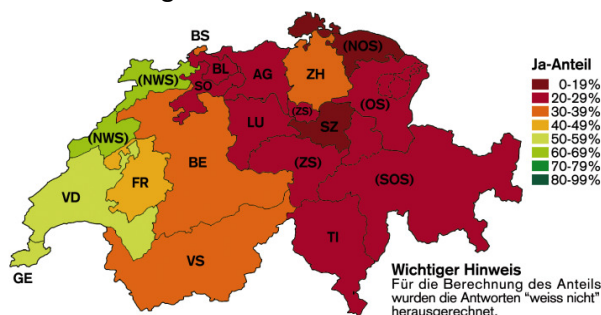 BS
(NWS)
BL
SO
AG
ZH
(NOS)
(OS)
(NWS)
LU
(ZS)
SZ
BE
(ZS)
(SOS)
VD
FR
TI
GE
VS
Ja-Anteil
0-19%
20-29%
30-39%
40-49%
50-59%
60-69%
70-79%
80-99%
Wichtiger Hinweis
Für die Berechnung des Anteils
wurden die Antworten "weiss nicht"
herausgerechnet.